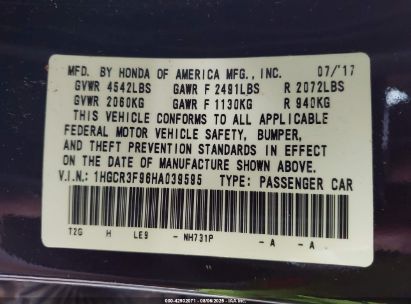 MFD. BY HONDA OF AMERICA MFG., INC. 07/'17
GVWR 4542LBS GAWR F 2491LBS R 2072LBS
GVWR 2060KG GAWR F 1130KG R 940KG
THIS VEHICLE CONFORMS TO ALL APPLICABLE
FEDERAL MOTOR VEHICLE SAFETY, BUMPER,
AND THEFT PREVENTION STANDARDS IN EFFECT
ON THE DATE OF MANUFACTURE SHOWN ABOVE.
V.I.N.: 1HGCR3F96HA039595 TYPE: PASSENGER CAR
T2G H LE9 - NH731P -A -A-